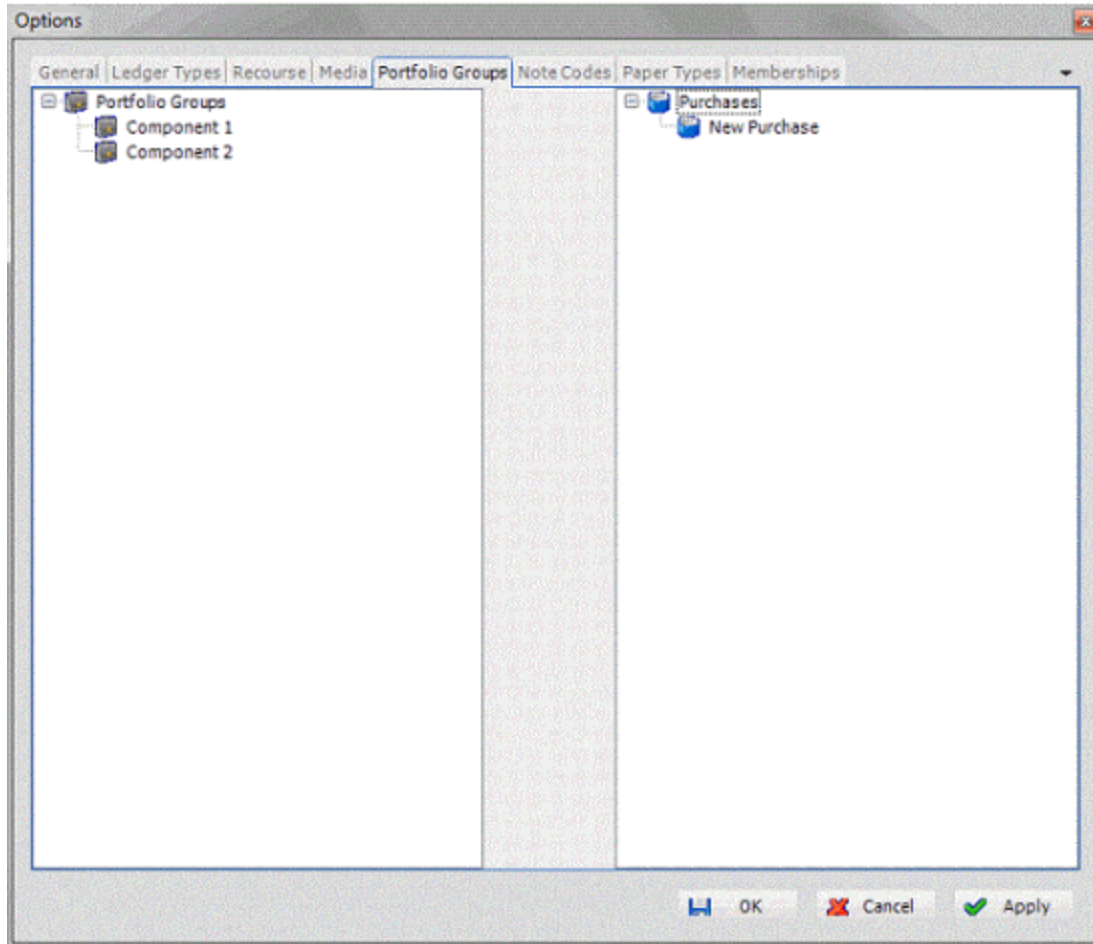 Options
General Ledger Types Recourse Media Portfolio Groups Note Codes Paper Types Memberships
Portfolio Groups
Component 1
Component 2
Purchases
New Purchase
OK Cancel Apply